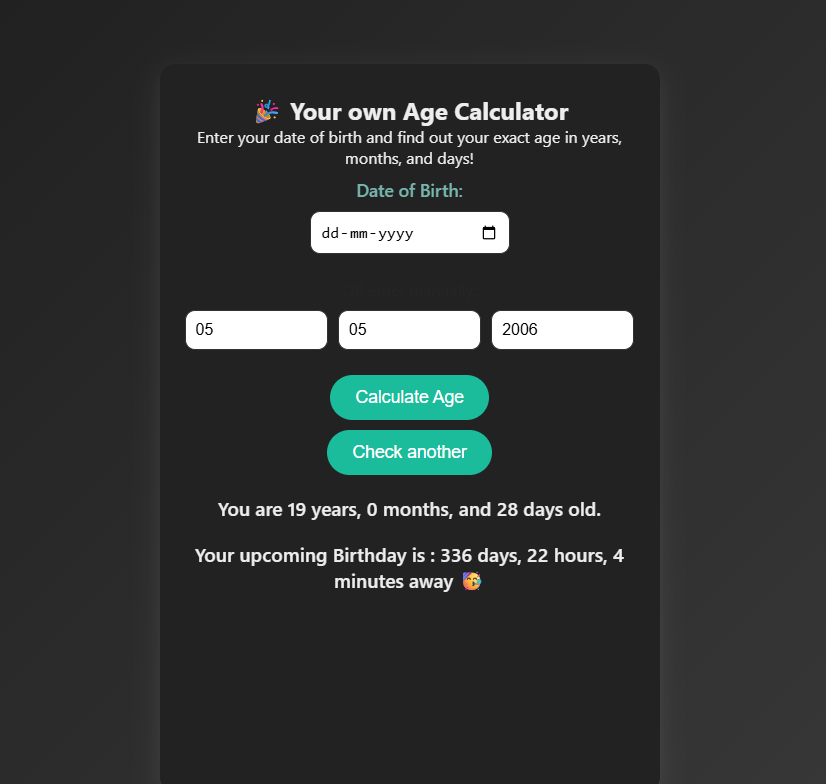 🎉 Your own Age Calculator
Enter your date of birth and find out your exact age in years,
months, and days!
Date of Birth:
dd-mm-yyyy
05
05
2006
Calculate Age
Check another
You are 19 years, 0 months, and 28 days old.
Your upcoming Birthday is : 336 days, 22 hours, 4
minutes away 🥳